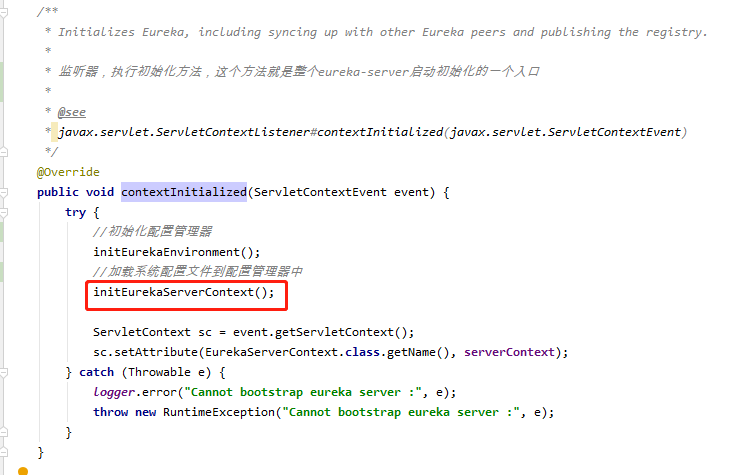 /**
* Initializes Eureka, including syncing up with other Eureka peers and publishing the registry.
*
* 监听器，执行初始化方法，这个方法就是整个eureka-server启动初始化的一个入口
*
* @see
* javax.servlet.ServletContextListener#contextInitialized(javax.servlet.ServletContextEvent)
*/
@Override
public void contextInitialized(ServletContextEvent event) {
try {
//初始化配置管理器
initEurekaEnvironment();
//加载系统配置文件到配置管理器中
initEurekaServerContext();
ServletContext sc = event.getServletContext();
sc.setAttribute(EurekaServerContext.class.getName(), serverContext);
} catch (Throwable e) {
logger.error("Cannot bootstrap eureka server :", e);
throw new RuntimeException("Cannot bootstrap eureka server :", e);
}
}